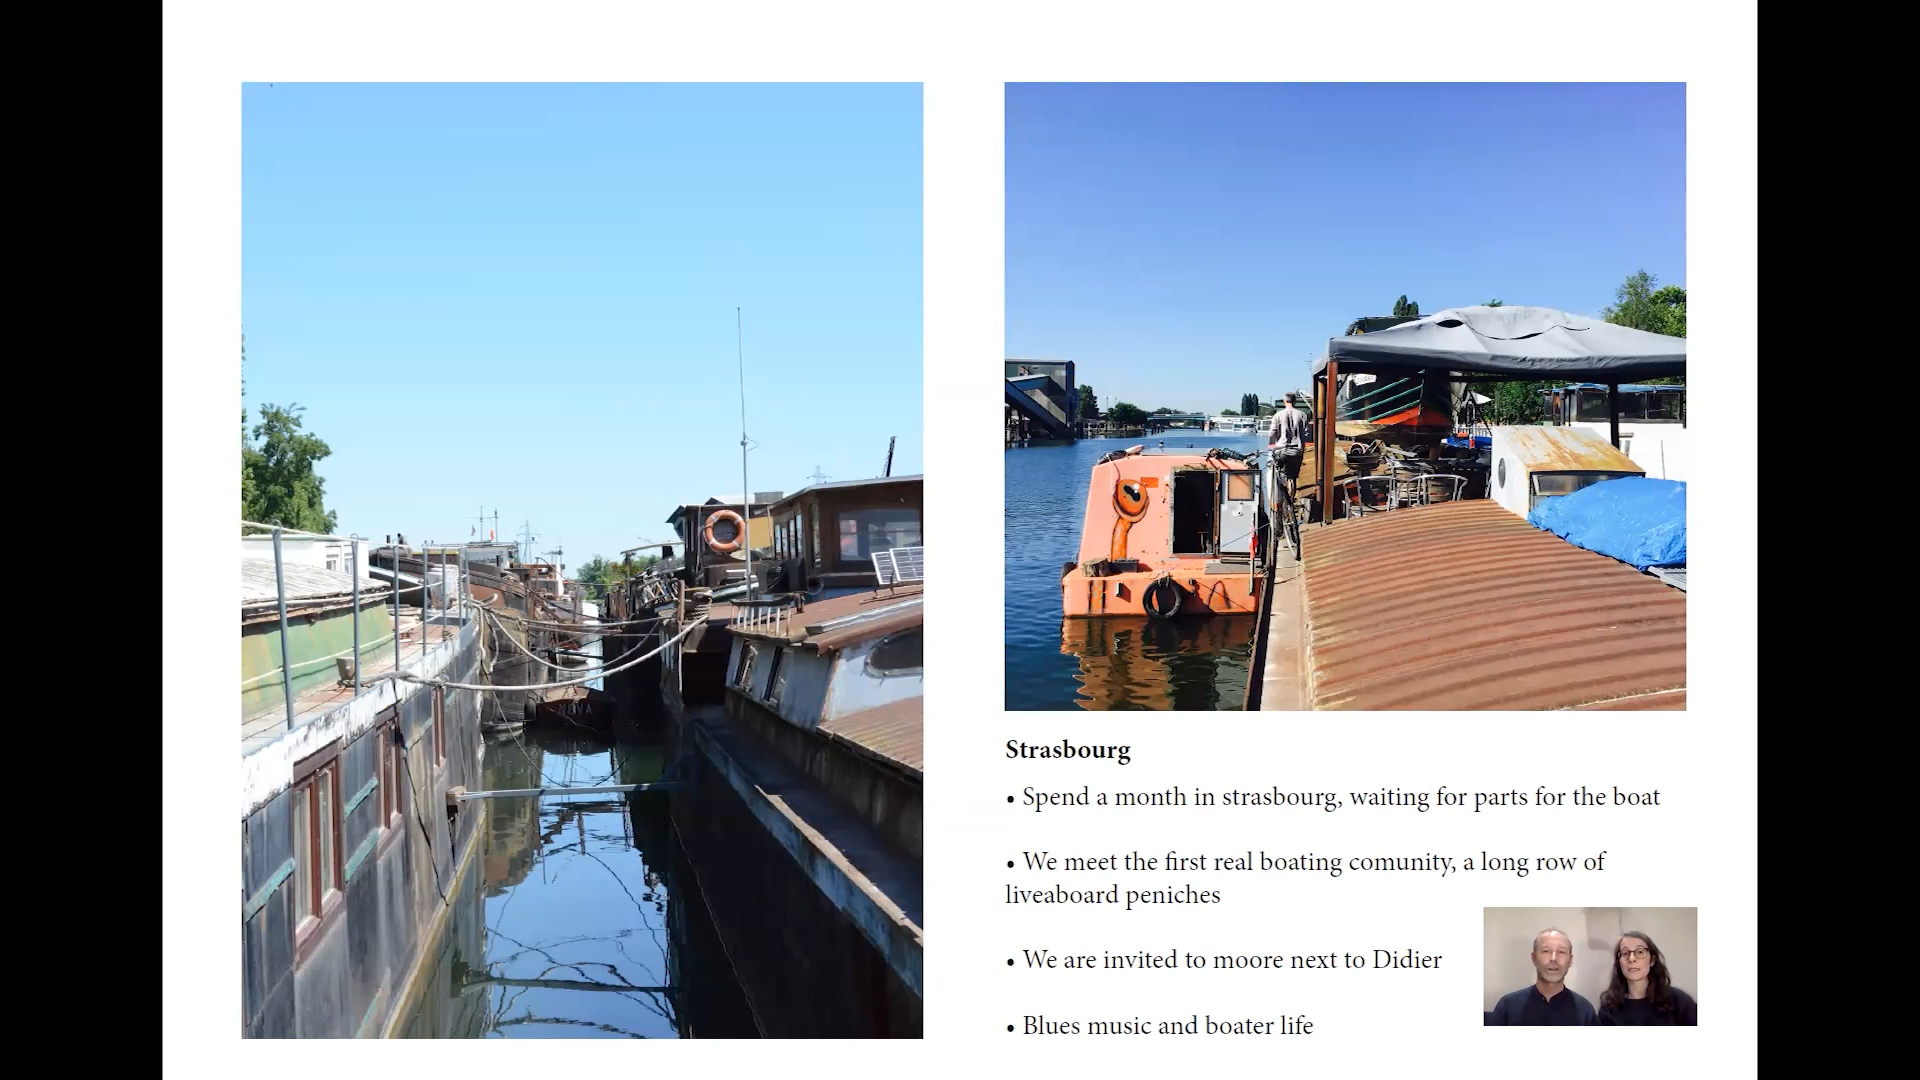 NEVA
Strasbourg
• Spend a month in strasbourg, waiting for parts for the boat
• We meet the first real boating comunity, a long row of
liveaboard peniches
• We are invited to moore next to Didier
• Blues music and boater life